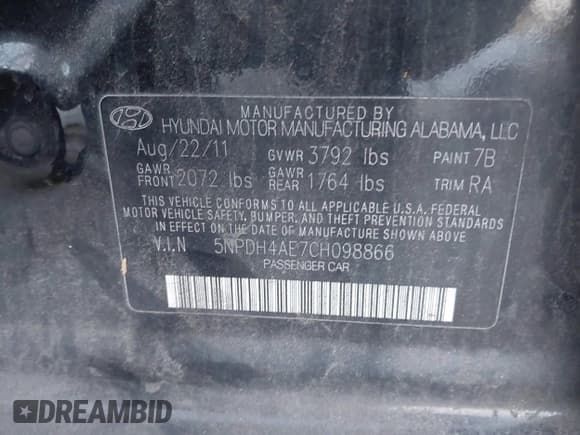 MANUFACTURED BY
HYUNDAI MOTOR MANUFACTURING ALABAMA, LLC
Aug/22/11 GVWR 3792 lbs PAINT 7B
GAWR FRONT 2072 lbs GAWR REAR 1764 lbs TRIM RA
THIS VEHICLE CONFORMS TO ALL APPLICABLE U.S.A. FEDERAL
MOTOR VEHICLE SAFETY, BUMPER, AND THEFT PREVENTION STANDARDS
IN EFFECT ON THE DATE OF MANUFACTURE SHOWN ABOVE.
V.I.N 5NPDH4AE7CH098866
PASSENGER CAR
DREAMBID